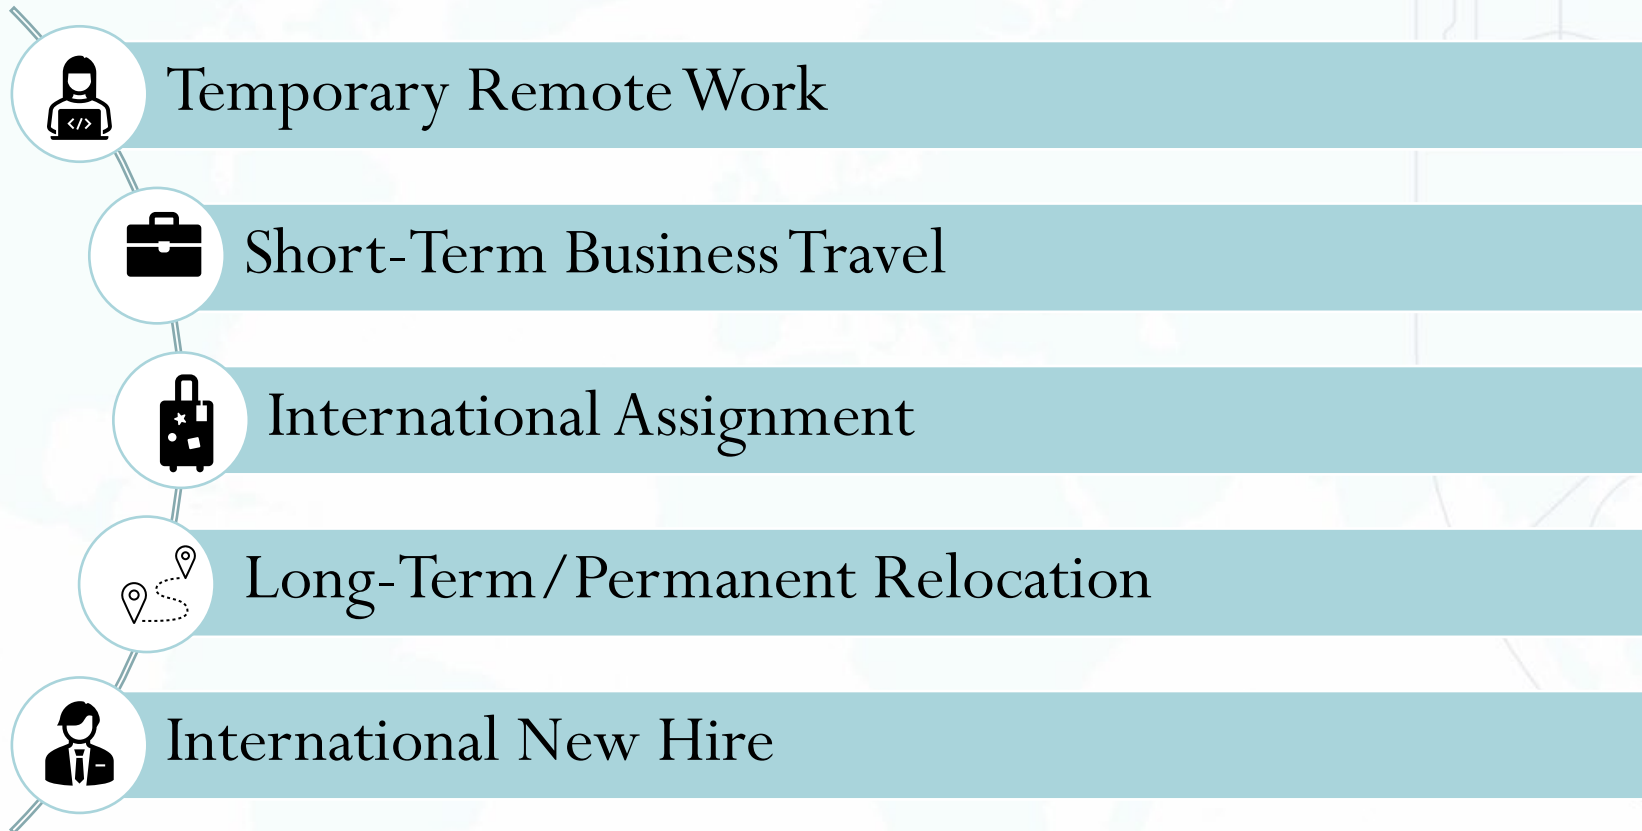 Temporary Remote Work
</>
Short-Term Business Travel
International Assignment
Long-Term/Permanent Relocation
International New Hire